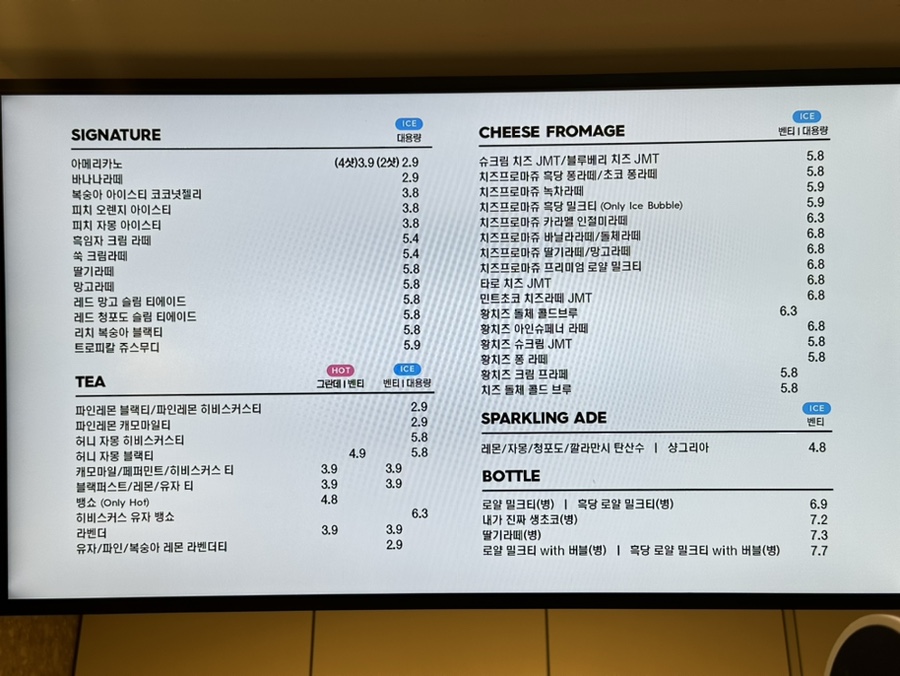 SIGNATURE
ICE
대용량
아메리카노 (4샷)3.9 (2샷) 2.9
바나나라떼 2.9
복숭아 아이스티 코코넛젤리 3.8
피치 오렌지 아이스티 3.8
피치 자몽 아이스티 3.8
흑임자 크림 라떼 5.4
쑥 크림라떼 5.4
딸기라떼 5.8
망고라떼 5.8
레드 망고 슬림 티에이드 5.8
레드 청포도 슬림 티에이드 5.8
리치 복숭아 블랙티 5.8
트로피칼 쥬스무디 5.9
TEA
HOT ICE
그란데 | 벤티 벤티 | 대용량
파인레몬 블랙티/파인레몬 히비스커스티 2.9
파인레몬 캐모마일티 2.9
허니 자몽 히비스커스티 5.8
허니 자몽 블랙티 4.9 5.8
캐모마일/페퍼민트/히비스커스 티 3.9 3.9
블랙퍼스트/레몬/유자 티 3.9 3.9
뱅쇼 (Only Hot) 4.8
히비스커스 유자 뱅쇼 6.3
라벤더 3.9 3.9
유자/파인/복숭아 레몬 라벤더티 2.9
CHEESE FROMAGE
ICE
벤티 | 대용량
슈크림 치즈 JMT/블루베리 치즈 JMT 5.8
치즈프로마쥬 흑당 퐁라떼/초코 퐁라떼 5.8
치즈프로마쥬 녹차라떼 5.9
치즈프로마쥬 흑당 밀크티 (Only Ice Bubble) 5.9
치즈프로마쥬 카라멜 인절미라떼 6.3
치즈프로마쥬 바닐라라떼/돌체라떼 6.8
치즈프로마쥬 딸기라떼/망고라떼 6.8
치즈프로마쥬 프리미엄 로얄 밀크티 6.8
타로 치즈 JMT 6.8
민트초코 치즈라떼 JMT 6.8
황치즈 돌체 콜드브루 6.3
황치즈 아인슈페너 라떼 6.8
황치즈 슈크림 JMT 5.8
황치즈 퐁 라떼 5.8
황치즈 크림 프라페 5.8
치즈 돌체 콜드 브루 5.8
SPARKLING ADE
ICE
벤티
레몬/자몽/청포도/깔라만시 탄산수 | 샹그리아 4.8
BOTTLE
로얄 밀크티(병) | 흑당 로얄 밀크티(병) 6.9
내가 진짜 생초코(병) 7.2
딸기라떼(병) 7.3
로얄 밀크티 with 버블(병) | 흑당 로얄 밀크티 with 버블(병) 7.7